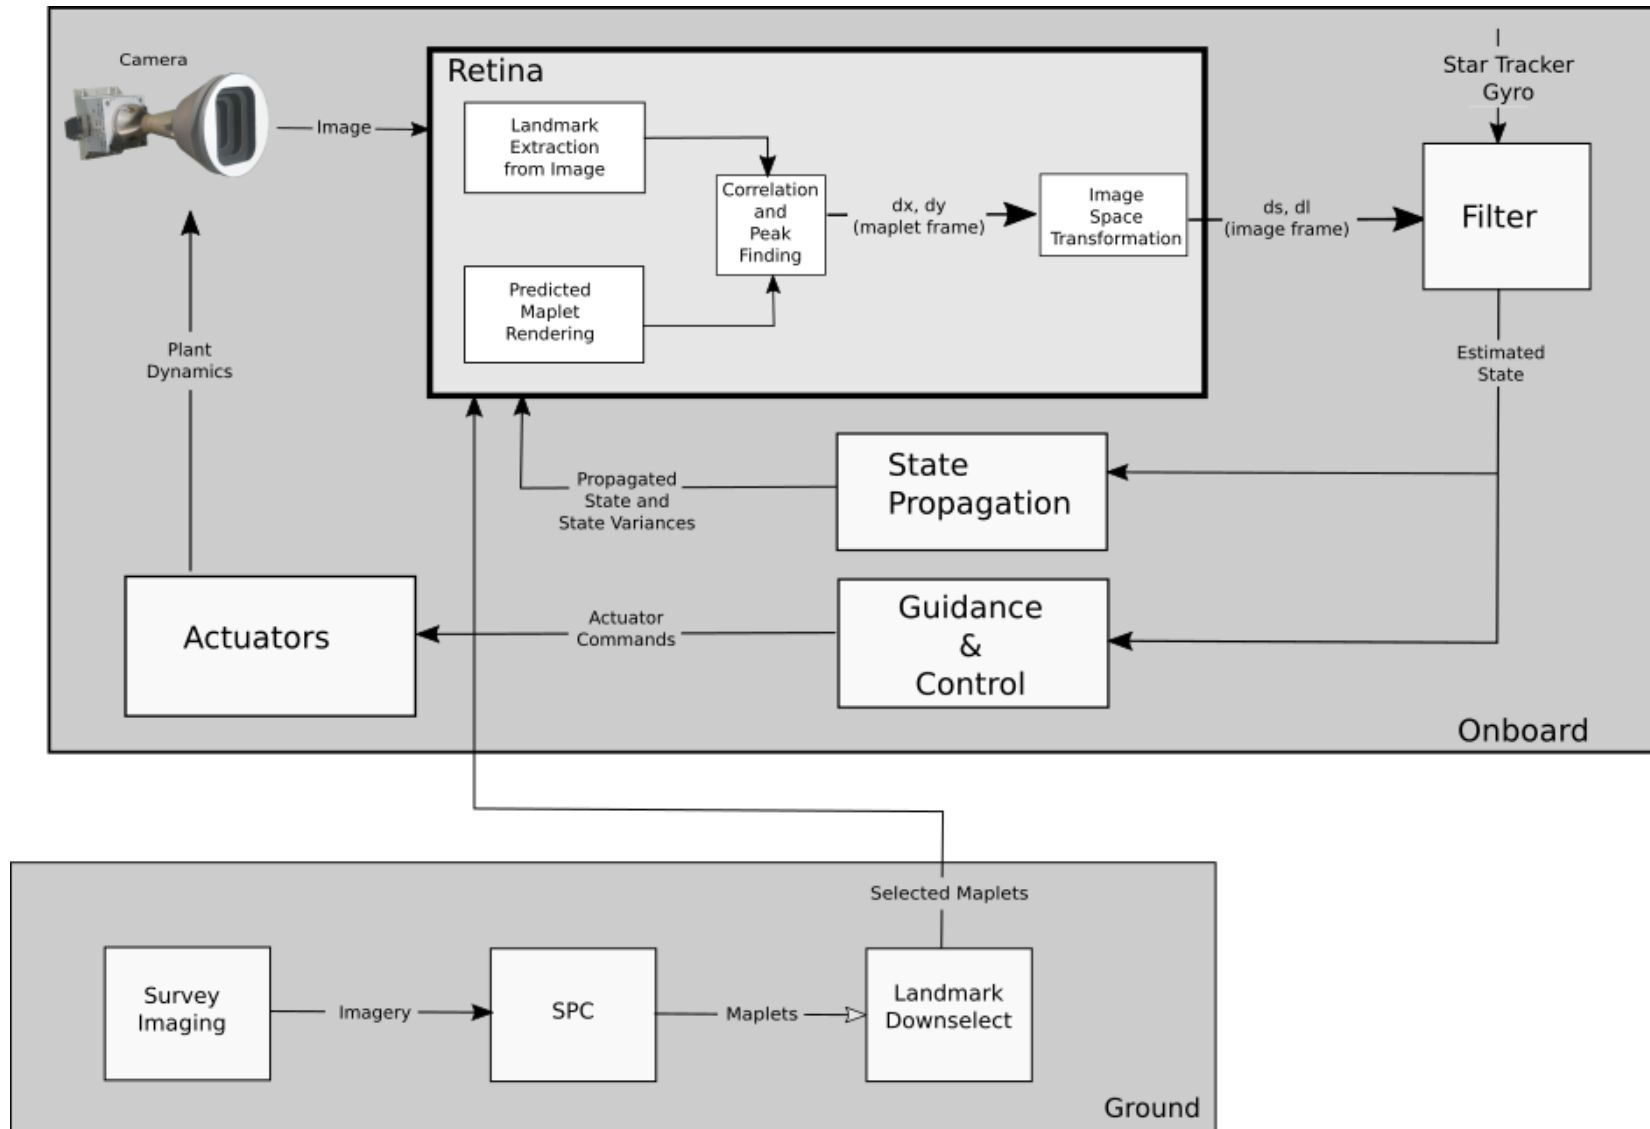 Camera
Image
Retina
Landmark
Extraction
from Image
Predicted
Maplet
Rendering
Correlation
and
Peak
Finding
dx, dy
(maplet frame)
Image
Space
Transformation
ds, dl
(image frame)
Star Tracker
Gyro
Filter
Estimated
State
Plant
Dynamics
State
Propagation
Propagated
State and
State Variances
Guidance
&
Control
Actuator
Commands
Actuators
Onboard
Selected Maplets
Survey
Imaging
Imagery
SPC
Maplets
Landmark
Downselect
Ground